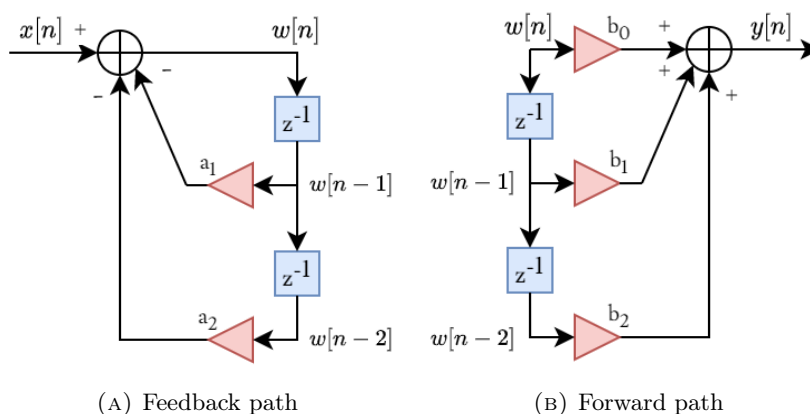 x[n] + w[n]
-
-
z⁻¹
a₁
w[n − 1]
z⁻¹
a₂
w[n − 2]
(A) Feedback path
w[n] b₀ + y[n]
+
+
z⁻¹
b₁
w[n − 1]
z⁻¹
b₂
w[n − 2]
(B) Forward path